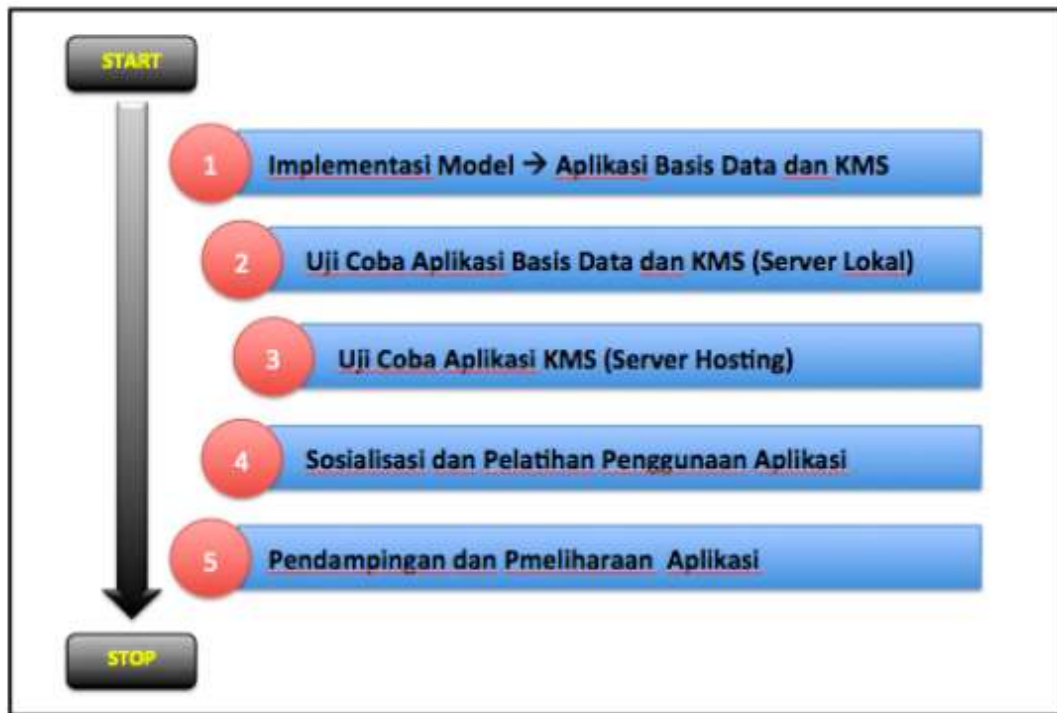 START
1
Implementasi Model → Aplikasi Basis Data dan KMS
2
Uji Coba Aplikasi Basis Data dan KMS (Server Lokal)
3
Uji Coba Aplikasi KMS (Server Hosting)
4
Sosialisasi dan Pelatihan Penggunaan Aplikasi
5
Pendampingan dan Pmeliharaan Aplikasi
STOP